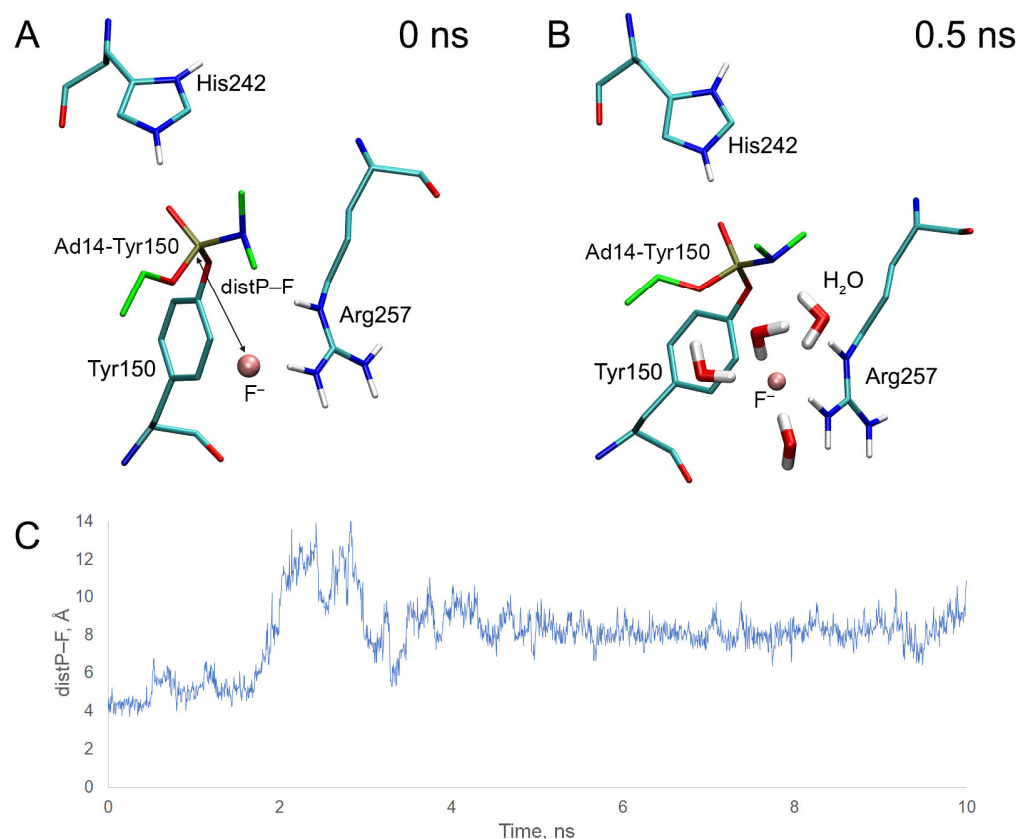 A
0 ns
His242
Ad14-Tyr150
distP–F
Arg257
Tyr150
F⁻
B
0.5 ns
His242
Ad14-Tyr150
H₂O
Tyr150
Arg257
F⁻
C
distP–F, Å
14
12
10
8
6
4
2
0
0
2
4
6
8
10
Time, ns